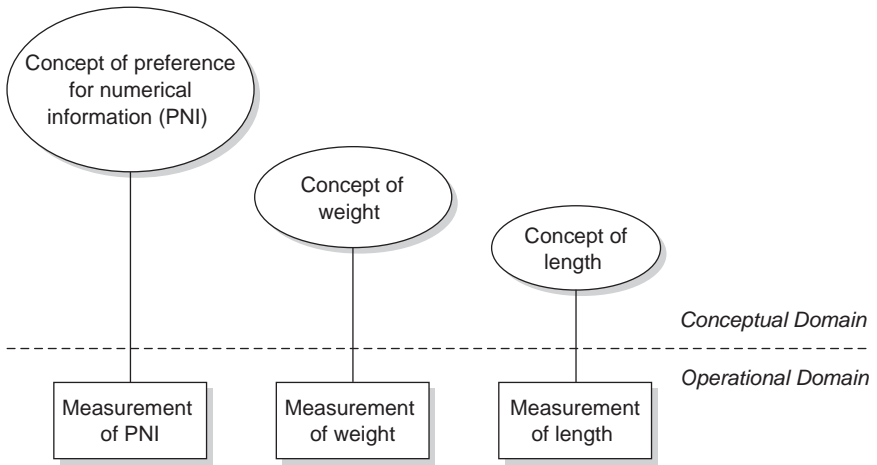 Concept of preference
for numerical
information (PNI)
Concept of
weight
Concept of
length
Conceptual Domain
Operational Domain
Measurement
of PNI
Measurement
of weight
Measurement
of length